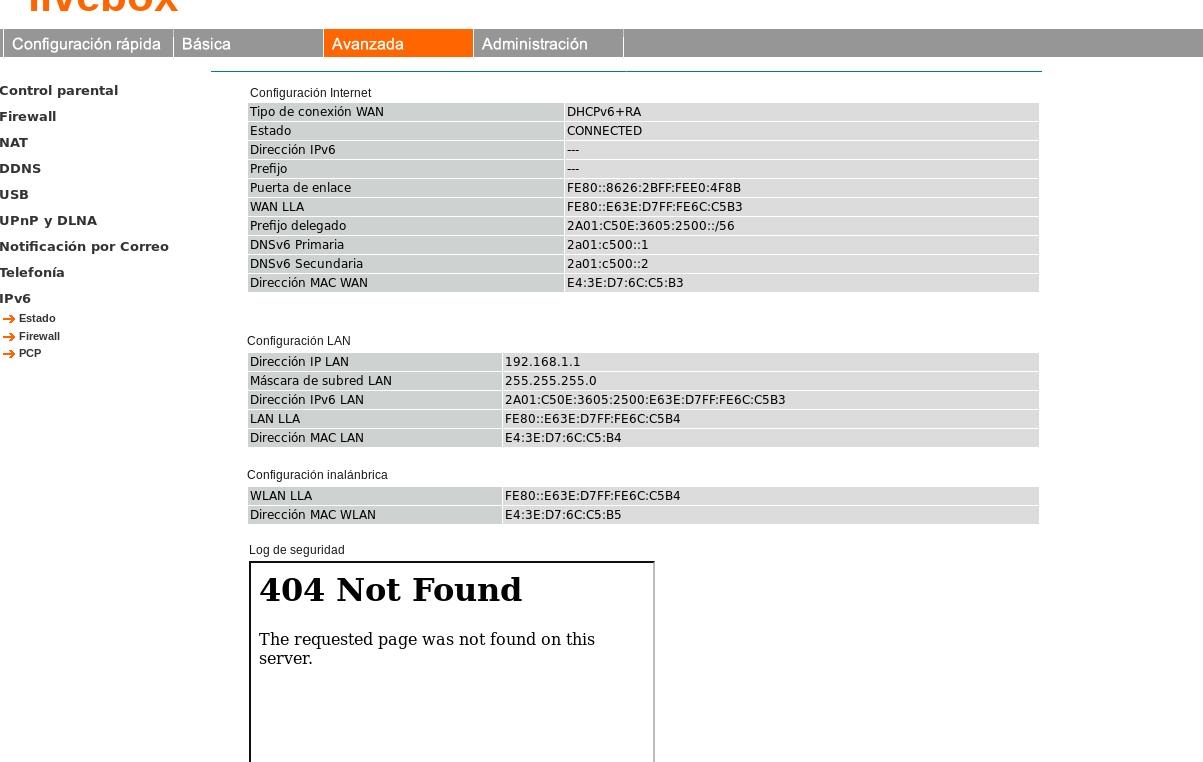 livebox
Configuración rápida Básica Avanzada Administración
Control parental
Firewall
NAT
DDNS
USB
UPnP y DLNA
Notificación por Correo
Telefonía
IPv6
Estado
Firewall
PCP
Configuración Internet
Tipo de conexión WAN DHCPv6+RA
Estado CONNECTED
Dirección IPv6 ---
Prefijo ---
Puerta de enlace FE80::8626:2BFF:FEE0:4F8B
WAN LLA FE80::E63E:D7FF:FE6C:C5B3
Prefijo delegado 2A01:C50E:3605:2500::/56
DNSv6 Primaria 2a01:c500::1
DNSv6 Secundaria 2a01:c500::2
Dirección MAC WAN E4:3E:D7:6C:C5:B3
Configuración LAN
Dirección IP LAN 192.168.1.1
Máscara de subred LAN 255.255.255.0
Dirección IPv6 LAN 2A01:C50E:3605:2500:E63E:D7FF:FE6C:C5B3
LAN LLA FE80::E63E:D7FF:FE6C:C5B4
Dirección MAC LAN E4:3E:D7:6C:C5:B4
Configuración inalánbrica
WLAN LLA FE80::E63E:D7FF:FE6C:C5B4
Dirección MAC WLAN E4:3E:D7:6C:C5:B5
Log de seguridad
404 Not Found
The requested page was not found on this
server.